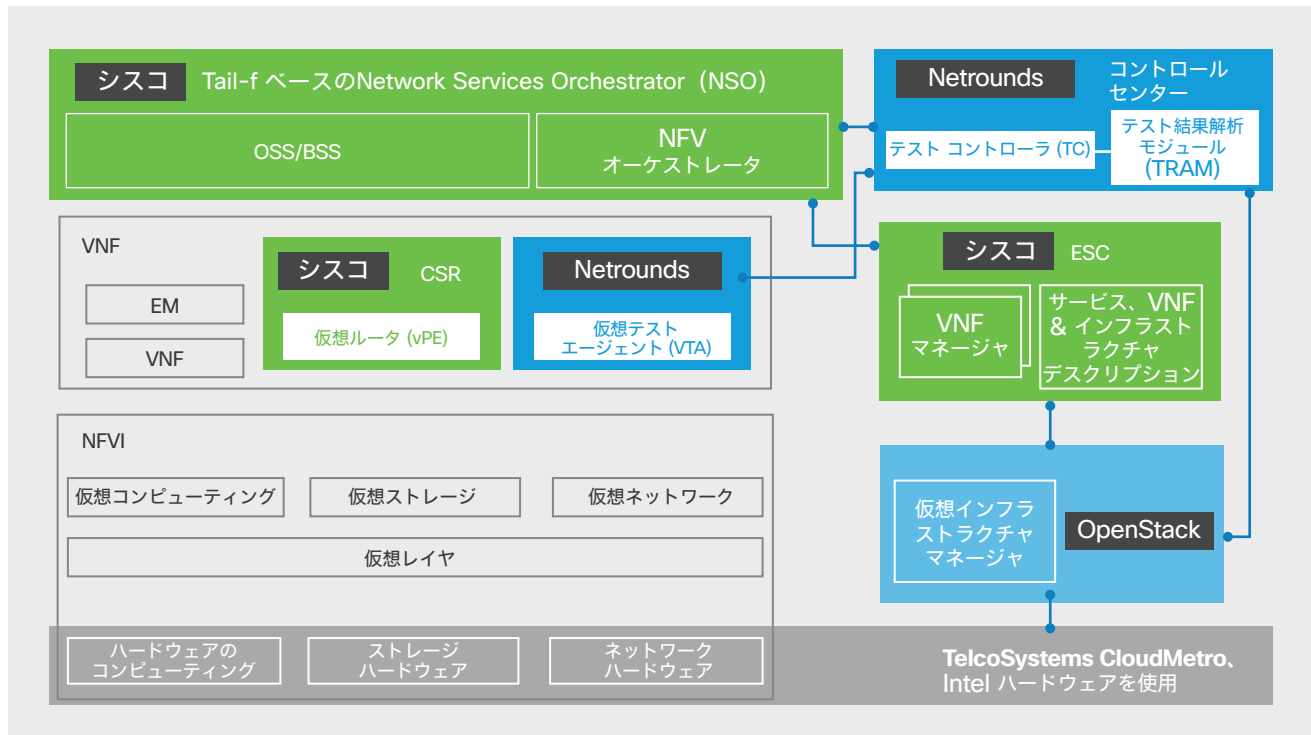 シスコ Tail-f ベースのNetwork Services Orchestrator（NSO）
OSS/BSS
NFV
オーケストレータ
Netrounds
コントロール
センター
テスト コントローラ (TC)
テスト結果解析
モジュール
(TRAM)
VNF
EM
VNF
シスコ CSR
仮想ルータ (vPE)
Netrounds
仮想テスト
エージェント (VTA)
シスコ ESC
VNF
マネージャ
サービス、VNF
& インフラスト
ラクチャ
デスクリプション
NFVI
仮想コンピューティング
仮想ストレージ
仮想ネットワーク
仮想レイヤ
仮想インフラ
ストラクチャ
マネージャ
OpenStack
ハードウェアの
コンピューティング
ストレージ
ハードウェア
ネットワーク
ハードウェア
TelcoSystems CloudMetro、
Intel ハードウェアを使用